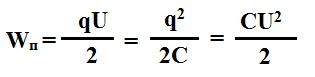 Wп = qU/2 = q²/2C = CU²/2